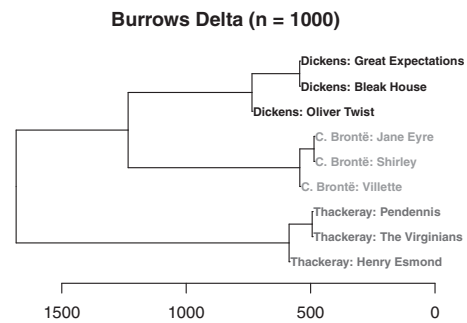 Burrows Delta (n = 1000)
Dickens: Great Expectations
Dickens: Bleak House
Dickens: Oliver Twist
C. Brontë: Jane Eyre
C. Brontë: Shirley
C. Brontë: Villette
Thackeray: Pendennis
Thackeray: The Virginians
Thackeray: Henry Esmond
1500 1000 500 0